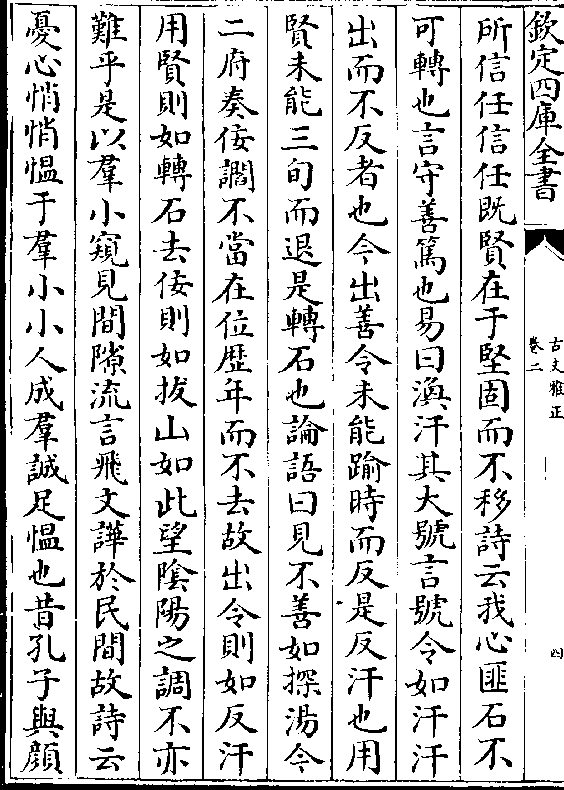 欽定四庫全書
古文雅正
卷二
四
所信任信任既賢在于堅固而不移詩云我心匪石不
可轉也言守善篤也易曰渙汗其大號言號令如汗汗
出而不反者也今出善令未能踰時而反是反汗也用
賢未能三旬而退是轉石也論語曰見不善如探湯今
二府奏佞讇不當在位歴年而不去故出令則如反汗
用賢則如轉石去佞則如拔山如此望隂陽之調不亦
難乎是以羣小窺見間隙流言飛文譁於民間故詩云
憂心悄悄愠于羣小小人成羣誠足愠也昔孔子與顔